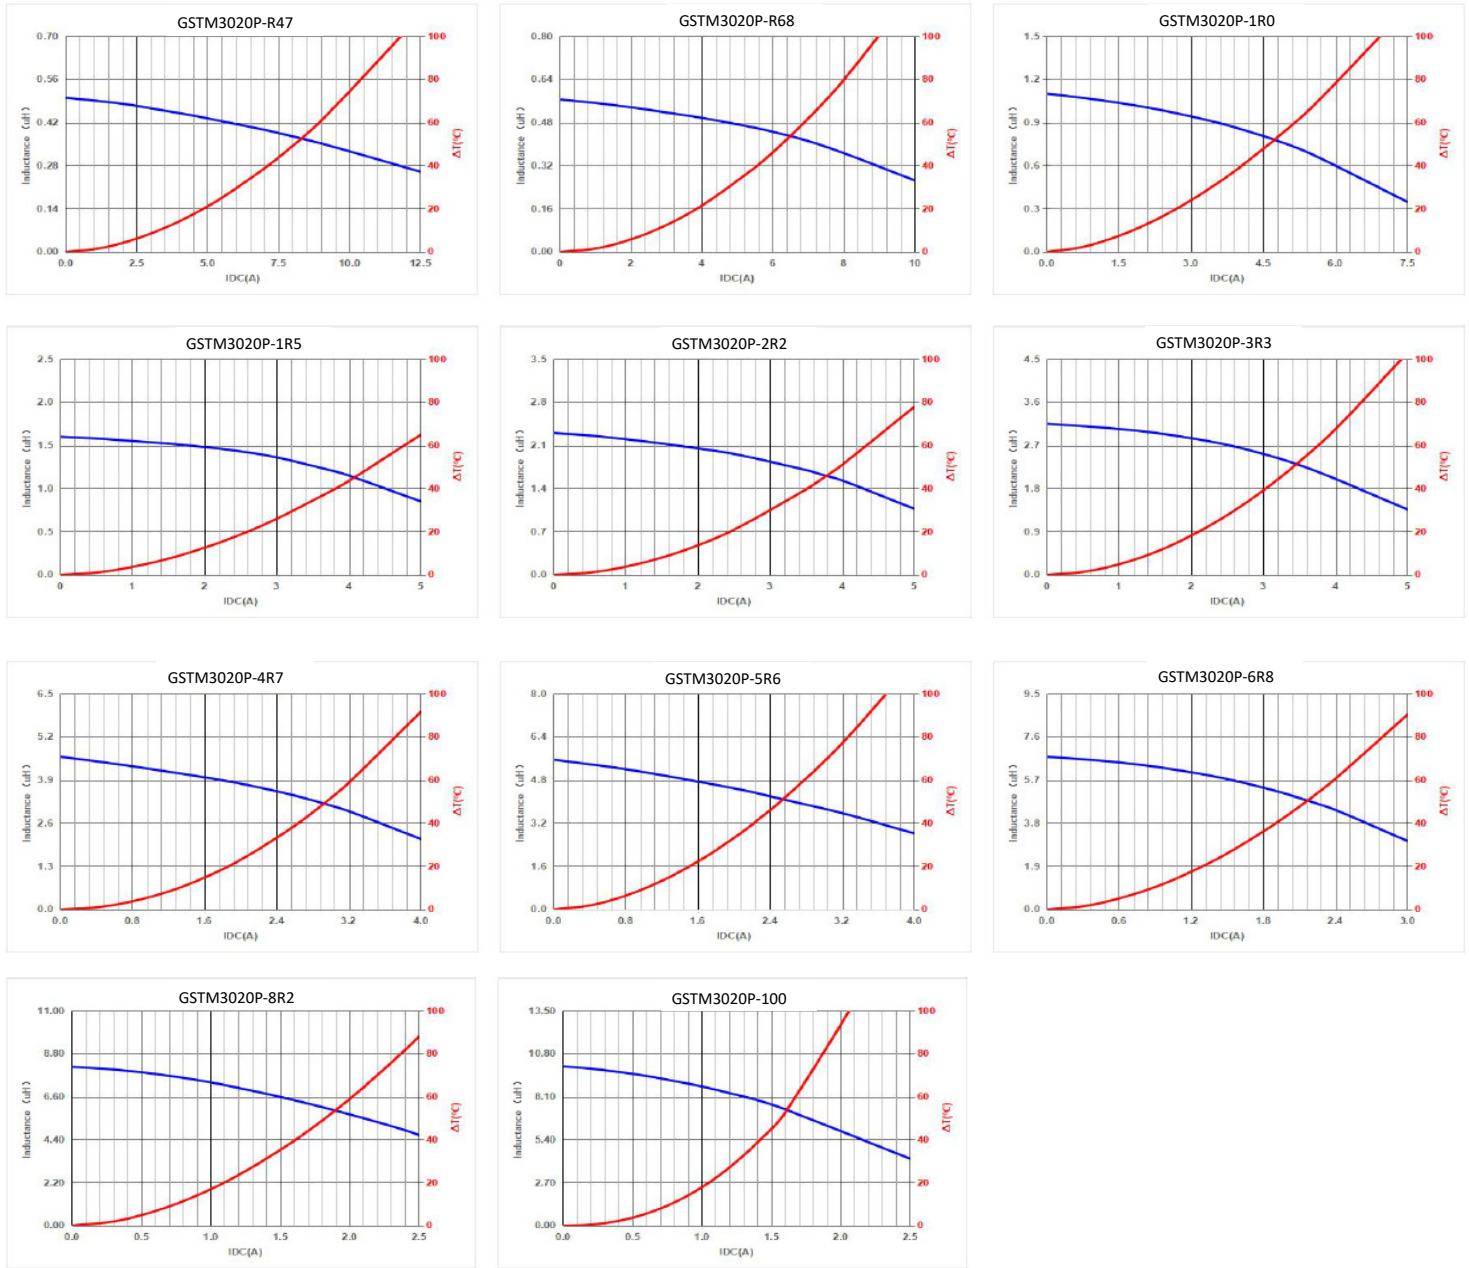 GSTM3020P-R47
0.70
0.56
0.42
0.28
0.14
0.00
100
80
60
40
20
0
0.0 2.5 5.0 7.5 10.0 12.5
Inductance (uH)
ΔT(℃)
IDC(A)
GSTM3020P-R68
0.80
0.64
0.48
0.32
0.16
0.00
100
80
60
40
20
0
0 2 4 6 8 10
Inductance (uH)
ΔT(℃)
IDC(A)
GSTM3020P-1R0
1.5
1.2
0.9
0.6
0.3
0.0
100
80
60
40
20
0
0.0 1.5 3.0 4.5 6.0 7.5
Inductance (uH)
ΔT(℃)
IDC(A)
GSTM3020P-1R5
2.5
2.0
1.5
1.0
0.5
0.0
100
80
60
40
20
0
0 1 2 3 4 5
Inductance (uH)
ΔT(℃)
IDC(A)
GSTM3020P-2R2
3.5
2.8
2.1
1.4
0.7
0.0
100
80
60
40
20
0
0 1 2 3 4 5
Inductance (uH)
ΔT(℃)
IDC(A)
GSTM3020P-3R3
4.5
3.6
2.7
1.8
0.9
0.0
100
80
60
40
20
0
0 1 2 3 4 5
Inductance (uH)
ΔT(℃)
IDC(A)
GSTM3020P-4R7
6.5
5.2
3.9
2.6
1.3
0.0
100
80
60
40
20
0
0.0 0.8 1.6 2.4 3.2 4.0
Inductance (uH)
ΔT(℃)
IDC(A)
GSTM3020P-5R6
8.0
6.4
4.8
3.2
1.6
0.0
100
80
60
40
20
0
0.0 0.8 1.6 2.4 3.2 4.0
Inductance (uH)
ΔT(℃)
IDC(A)
GSTM3020P-6R8
9.5
7.6
5.7
3.8
1.9
0.0
100
80
60
40
20
0
0.0 0.6 1.2 1.8 2.4 3.0
Inductance (uH)
ΔT(℃)
IDC(A)
GSTM3020P-8R2
11.00
8.80
6.60
4.40
2.20
0.00
100
80
60
40
20
0
0.0 0.5 1.0 1.5 2.0 2.5
Inductance (uH)
ΔT(℃)
IDC(A)
GSTM3020P-100
13.50
10.80
8.10
5.40
2.70
0.00
100
80
60
40
20
0
0.0 0.5 1.0 1.5 2.0 2.5
Inductance (uH)
ΔT(℃)
IDC(A)